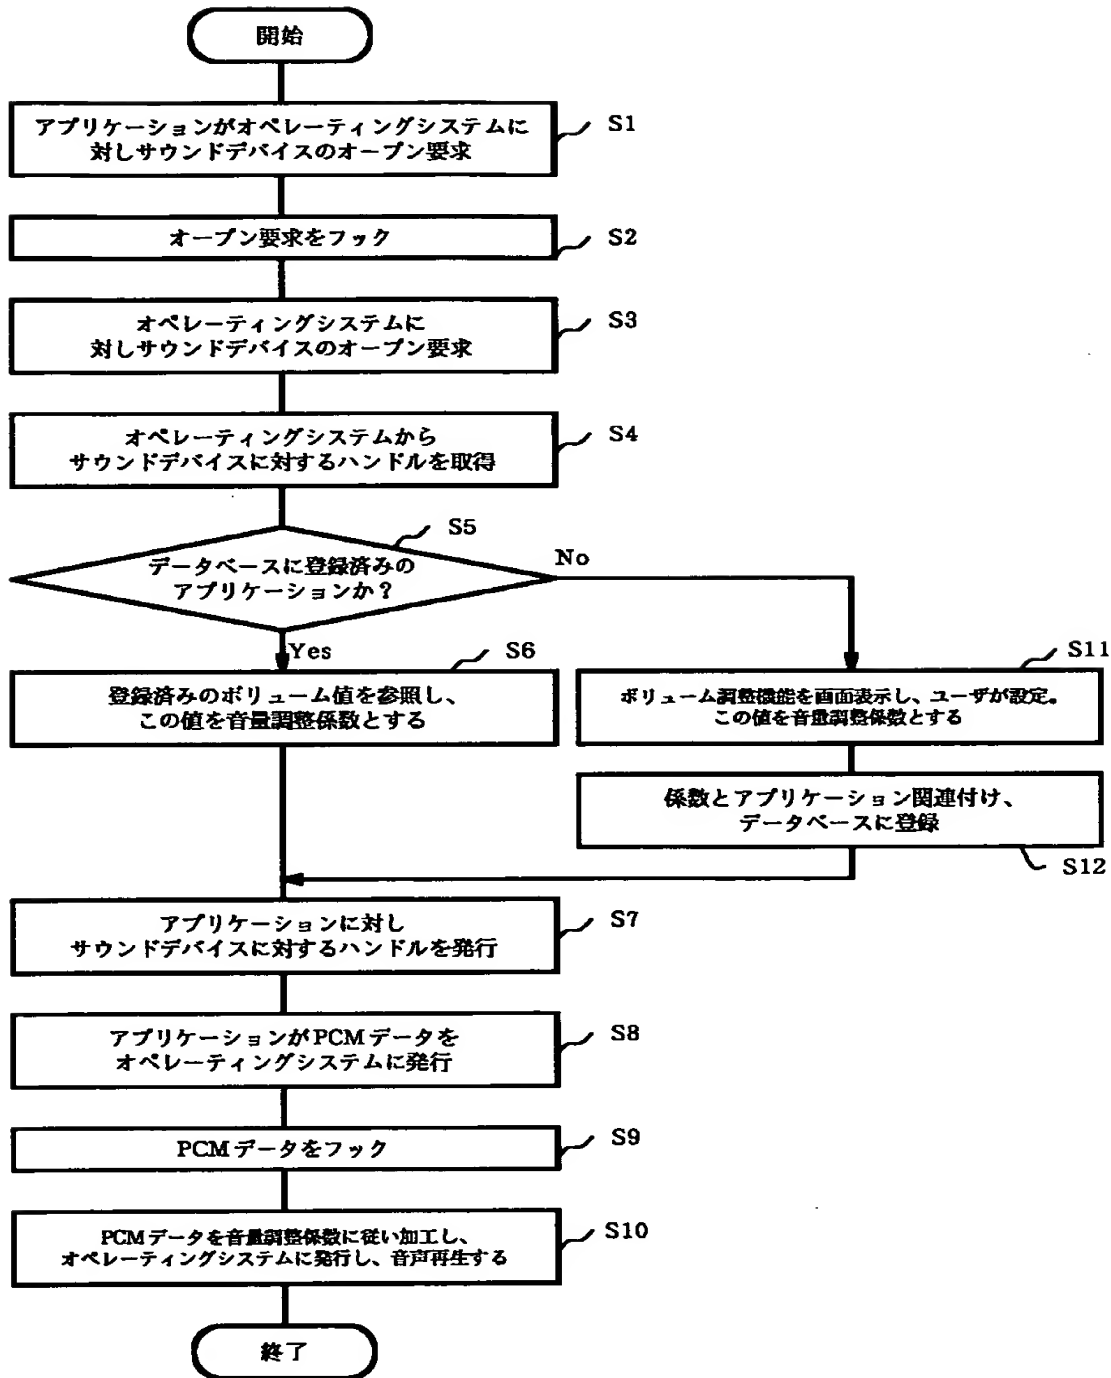 開始
アプリケーションがオペレーティングシステムに
対しサウンドデバイスのオープン要求
S1
オープン要求をフック
S2
オペレーティングシステムに
対しサウンドデバイスのオープン要求
S3
オペレーティングシステムから
サウンドデバイスに対するハンドルを取得
S4
S5
データベースに登録済みの
アプリケーションか?
No
Yes
S6
登録済みのボリューム値を参照し、
この値を音量調整係数とする
S11
ボリューム調整機能を画面表示し、ユーザが設定。
この値を音量調整係数とする
係数とアプリケーション関連付け、
データベースに登録
S12
アプリケーションに対し
サウンドデバイスに対するハンドルを発行
S7
アプリケーションがPCMデータを
オペレーティングシステムに発行
S8
PCMデータをフック
S9
PCMデータを音量調整係数に従い加工し、
オペレーティングシステムに発行し、音声再生する
S10
終了